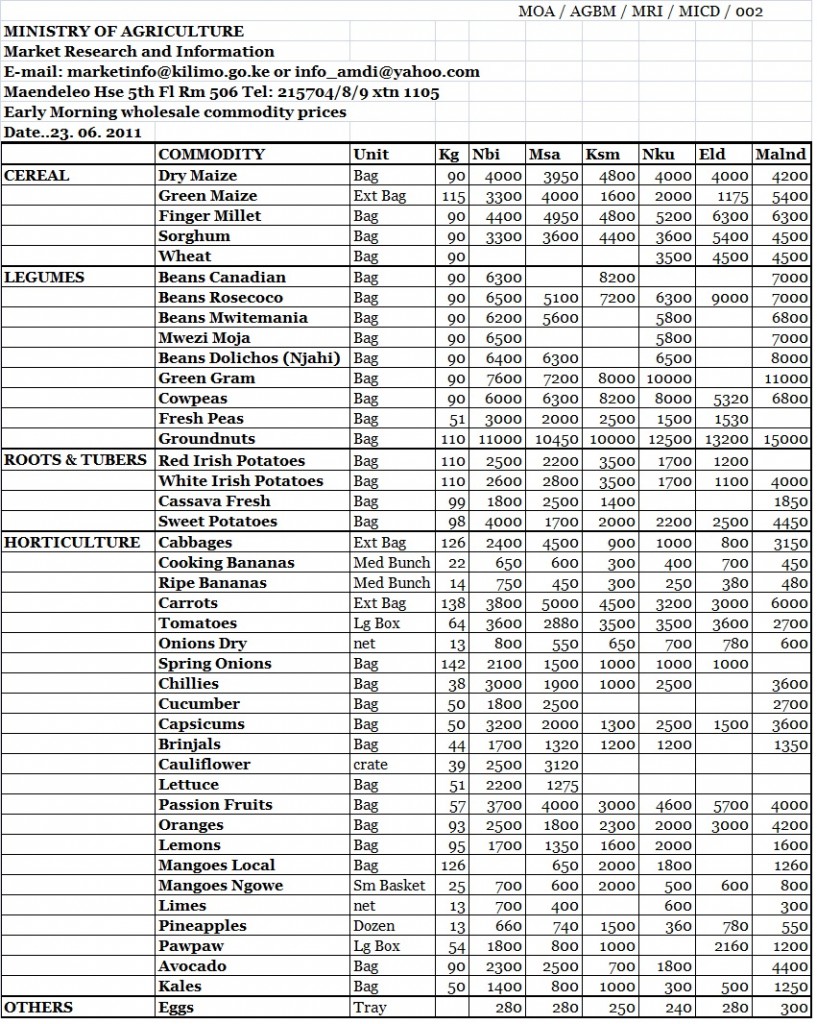 MOA / AGBM / MRI / MICD / 002
MINISTRY OF AGRICULTURE
Market Research and Information
E-mail: marketinfo@kilimo.go.ke or info_amdi@yahoo.com
Maendeleo Hse 5th Fl Rm 506 Tel: 215704/8/9 xtn 1105
Early Morning wholesale commodity prices
Date..23. 06. 2011
COMMODITY Unit Kg Nbi Msa Ksm Nku Eld Malnd
CEREAL Dry Maize Bag 90 4000 3950 4800 4000 4000 4200
Green Maize Ext Bag 115 3300 4000 1600 2000 1175 5400
Finger Millet Bag 90 4400 4950 4800 5200 6300 6300
Sorghum Bag 90 3300 3600 4400 3600 5400 4500
Wheat Bag 90 3500 4500 4500
LEGUMES Beans Canadian Bag 90 6300 8200 7000
Beans Rosecoco Bag 90 6500 5100 7200 6300 9000 7000
Beans Mwitemania Bag 90 6200 5600 5800 6800
Mwezi Moja Bag 90 6500 5800 7000
Beans Dolichos (Njahi) Bag 90 6400 6300 6500 8000
Green Gram Bag 90 7600 7200 8000 10000 11000
Cowpeas Bag 90 6000 6300 8200 8000 5320 6800
Fresh Peas Bag 51 3000 2000 2500 1500 1530
Groundnuts Bag 110 11000 10450 10000 12500 13200 15000
ROOTS & TUBERS Red Irish Potatoes Bag 110 2500 2200 3500 1700 1200
White Irish Potatoes Bag 110 2600 2800 3500 1700 1100 4000
Cassava Fresh Bag 99 1800 2500 1400 1850
Sweet Potatoes Bag 98 4000 1700 2000 2200 2500 4450
HORTICULTURE Cabbages Ext Bag 126 2400 4500 900 1000 800 3150
Cooking Bananas Med Bunch 22 650 600 300 400 700 450
Ripe Bananas Med Bunch 14 750 450 300 250 380 480
Carrots Ext Bag 138 3800 5000 4500 3200 3000 6000
Tomatoes Lg Box 64 3600 2880 3500 3500 3600 2700
Onions Dry net 13 800 550 650 700 780 600
Spring Onions Bag 142 2100 1500 1000 1000 1000
Chillies Bag 38 3000 1900 1000 2500 3600
Cucumber Bag 50 1800 2500 2700
Capsicums Bag 50 3200 2000 1300 2500 1500 3600
Brinjals Bag 44 1700 1320 1200 1200 1350
Cauliflower crate 39 2500 3120
Lettuce Bag 51 2200 1275
Passion Fruits Bag 57 3700 4000 3000 4600 5700 4000
Oranges Bag 93 2500 1800 2300 2000 3000 4200
Lemons Bag 95 1700 1350 1600 2000 1600
Mangoes Local Bag 126 650 2000 1800 1260
Mangoes Ngowe Sm Basket 25 700 600 2000 500 600 800
Limes net 13 700 400 600 300
Pineapples Dozen 13 660 740 1500 360 780 550
Pawpaw Lg Box 54 1800 800 1000 2160 1200
Avocado Bag 90 2300 2500 700 1800 4400
Kales Bag 50 1400 800 1000 300 500 1250
OTHERS Eggs Tray 280 280 250 240 280 300